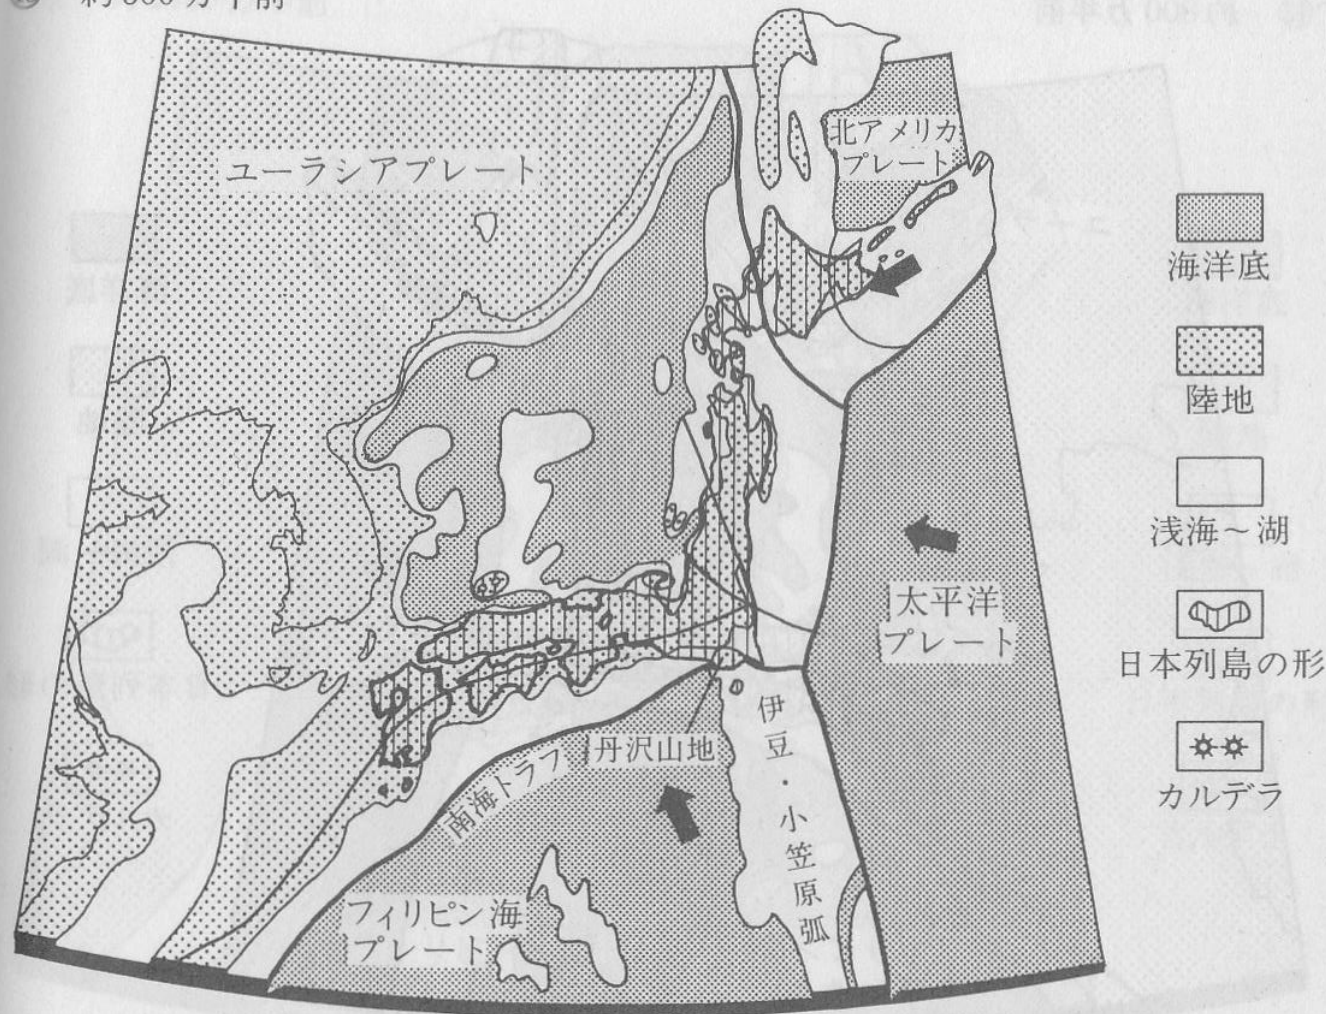 ユーラシアプレート
北アメリカ
プレート
太平洋
プレート
伊豆・小笠原弧
丹沢山地
南海トラフ
フィリピン海
プレート
海洋底
陸地
浅海～湖
日本列島の形
カルデラ